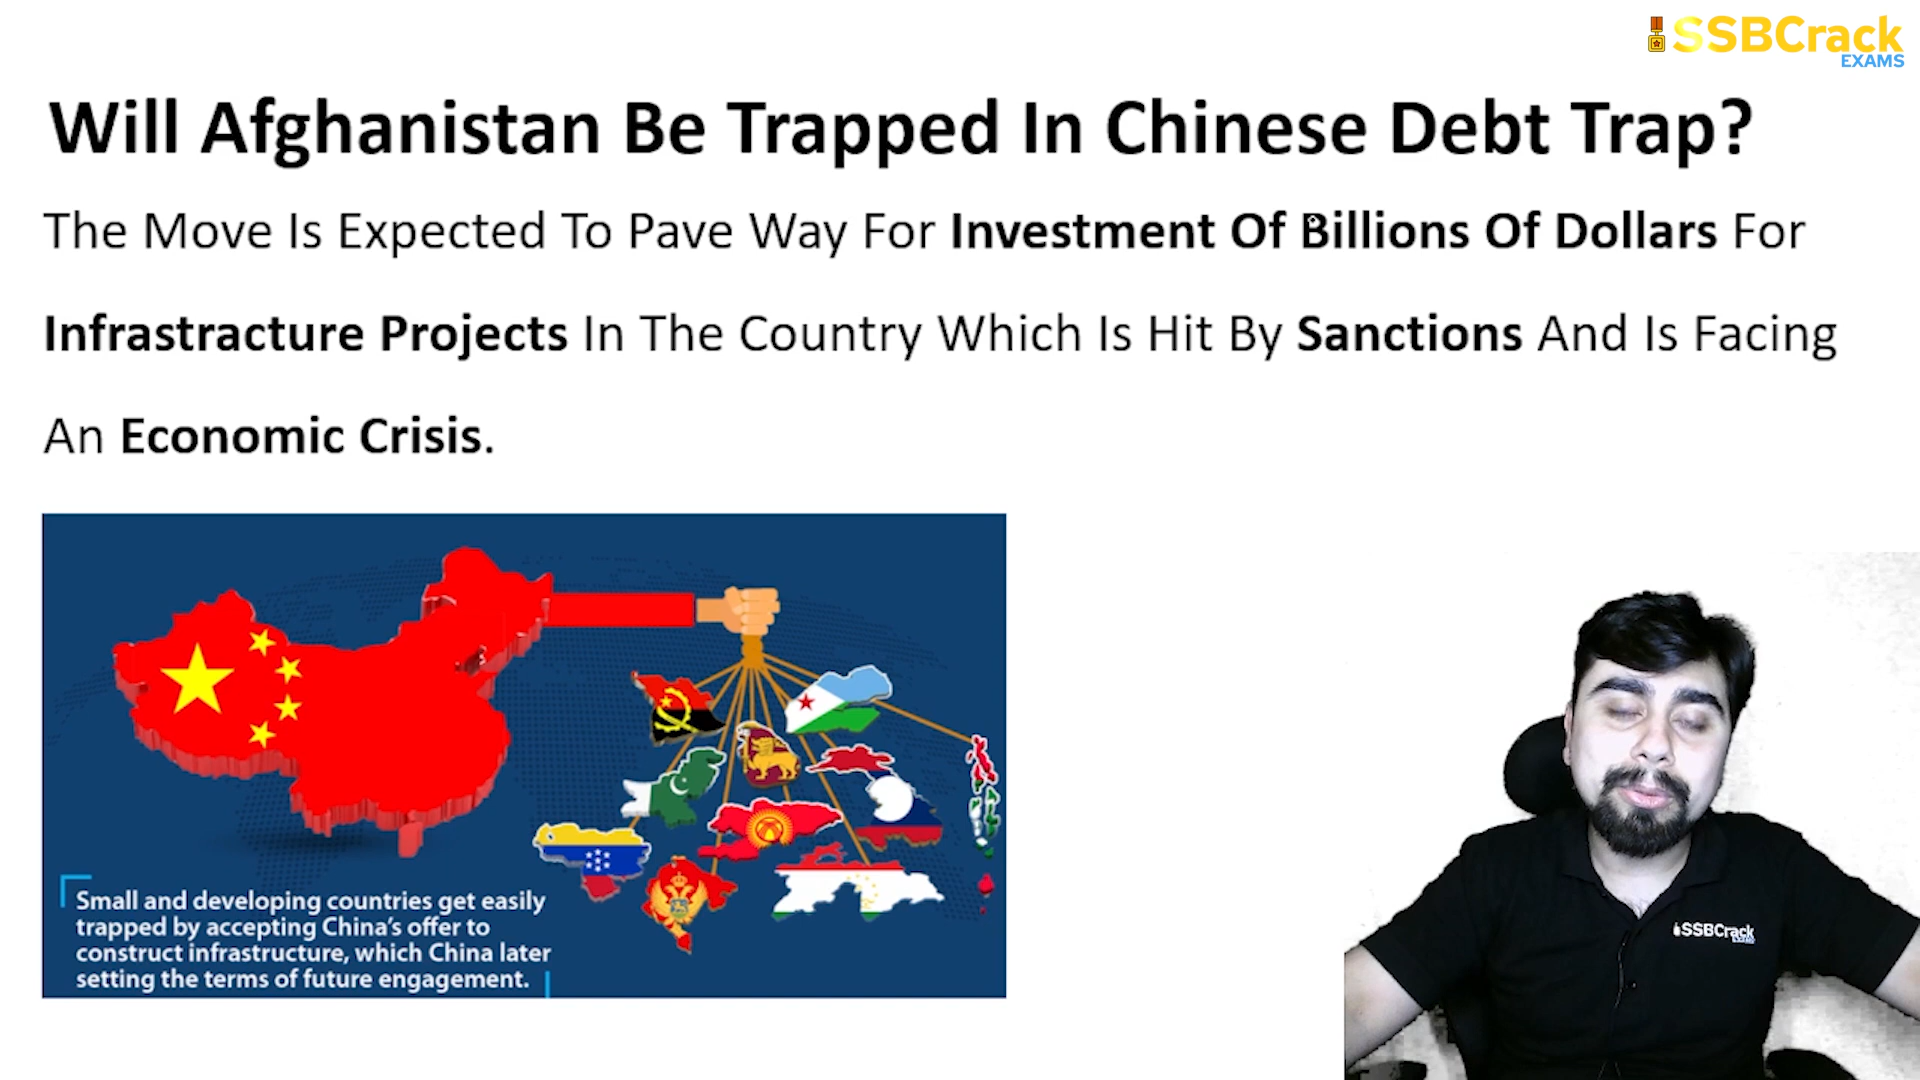 SSBCrack
EXAMS
Will Afghanistan Be Trapped In Chinese Debt Trap?
The Move Is Expected To Pave Way For Investment Of Billions Of Dollars For
Infrastracture Projects In The Country Which Is Hit By Sanctions And Is Facing
An Economic Crisis.
Small and developing countries get easily
trapped by accepting China's offer to
construct infrastructure, which China later
setting the terms of future engagement.
SSBCrack
EXAMS